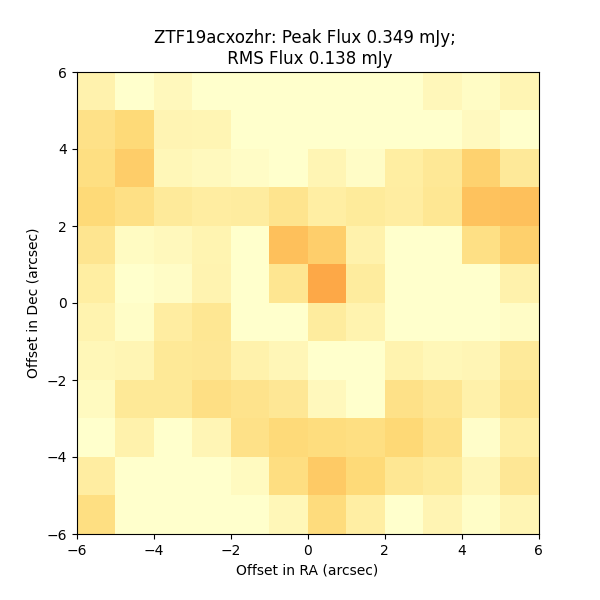 ZTF19acxozhr: Peak Flux 0.349 mJy;
RMS Flux 0.138 mJy
6
4
2
0
−2
−4
−6
Offset in Dec (arcsec)
−6 −4 −2 0 2 4 6
Offset in RA (arcsec)